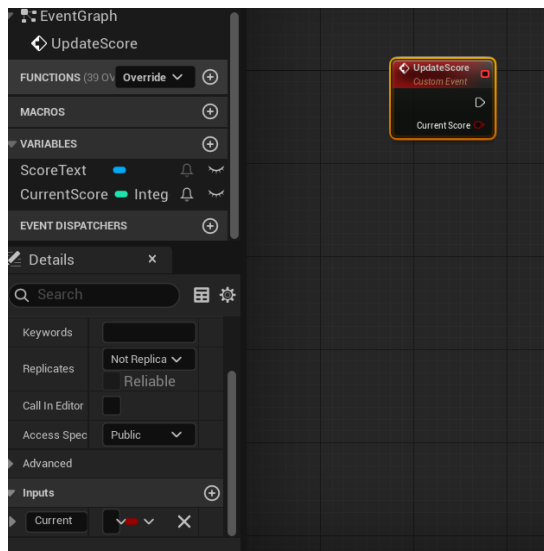 EventGraph
UpdateScore
FUNCTIONS (39 OV Override
MACROS
VARIABLES
ScoreText
CurrentScore Integ
EVENT DISPATCHERS
Details ×
Search
Keywords
Replicates Not Replica
Reliable
Call In Editor
Access Spec Public
Advanced
Inputs
Current
UpdateScore
Custom Event
Current Score